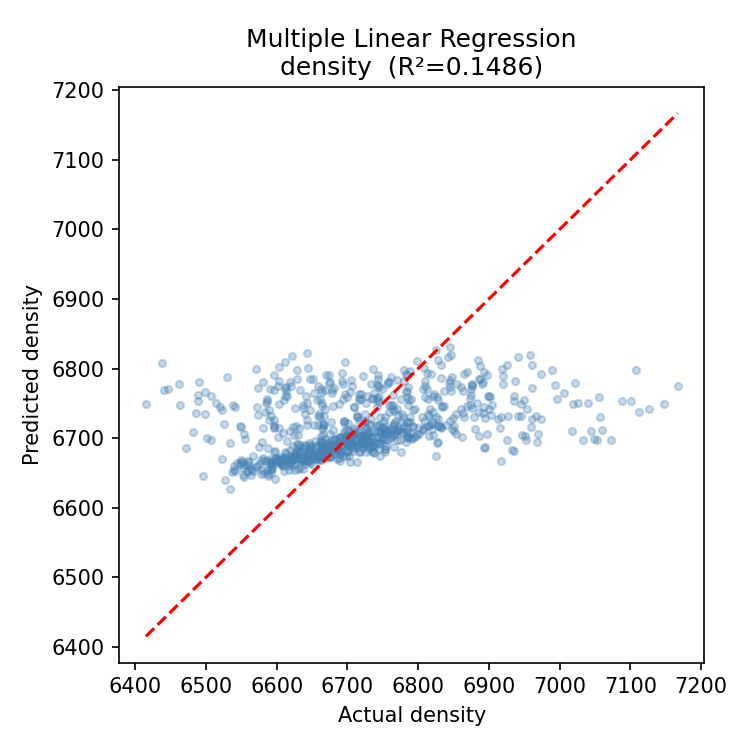 Multiple Linear Regression
density (R²=0.1486)
7200
7100
7000
6900
6800
6700
6600
6500
6400
Predicted density
6400 6500 6600 6700 6800 6900 7000 7100 7200
Actual density